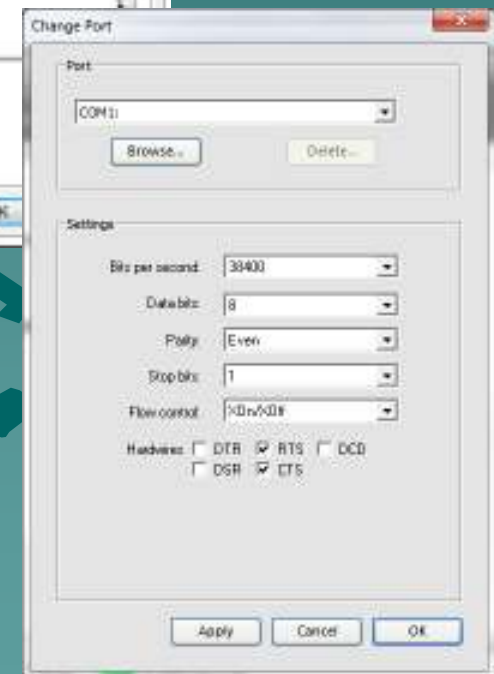 Change Port
Port
COM1:
Browse...
Delete...
Settings
Bits per second: 38400
Data bits: 8
Parity: Even
Stop bits: 1
Flow control: XOn/XOff
Hardware: DTR RTS DCD
DSR CTS
Apply Cancel OK